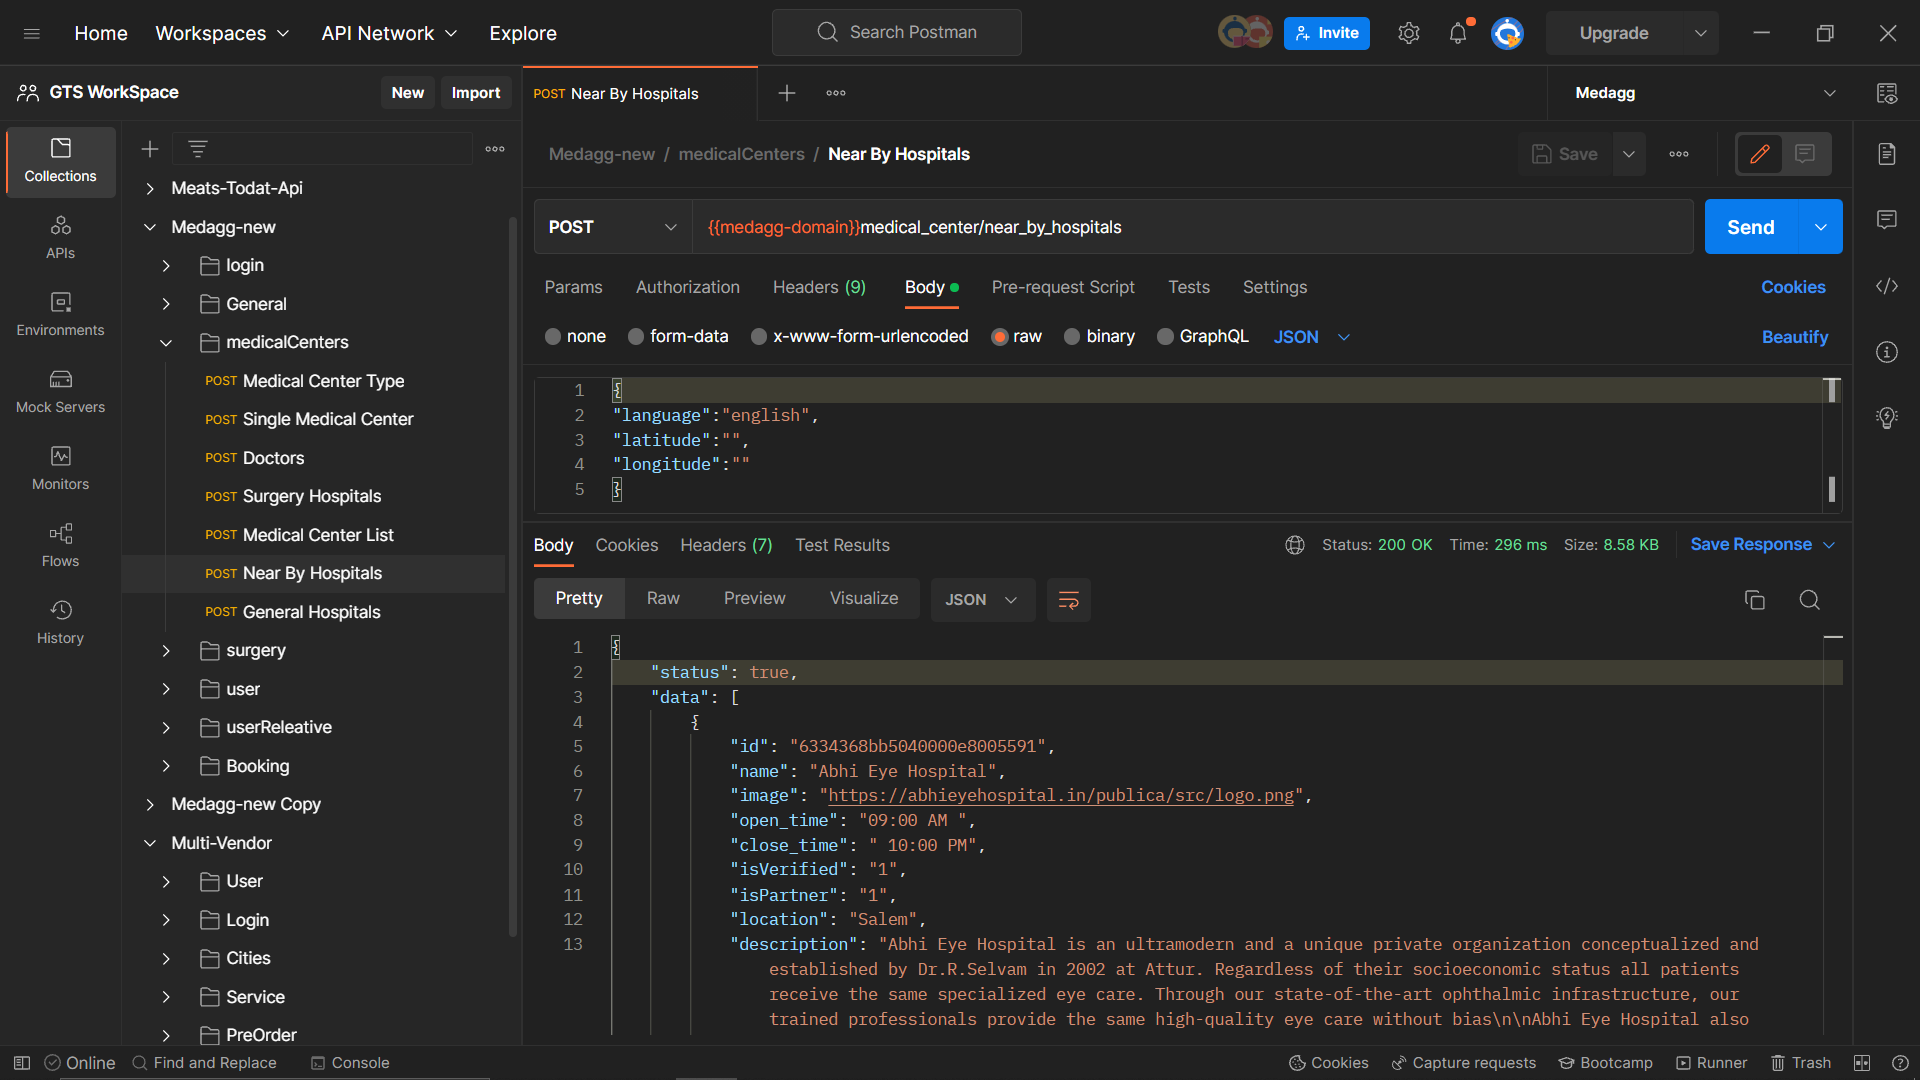 Home
Workspaces
API Network
Explore
Search Postman
Invite
Upgrade
GTS WorkSpace
New
Import
POST Near By Hospitals
Medagg
Collections
APIs
Environments
Mock Servers
Monitors
Flows
History
Meats-Todat-Api
Medagg-new
login
General
medicalCenters
POST Medical Center Type
POST Single Medical Center
POST Doctors
POST Surgery Hospitals
POST Medical Center List
POST Near By Hospitals
POST General Hospitals
surgery
user
userReleative
Booking
Medagg-new Copy
Multi-Vendor
User
Login
Cities
Service
PreOrder
Medagg-new / medicalCenters / Near By Hospitals
Save
POST
{{medagg-domain}}medical_center/near_by_hospitals
Send
Params
Authorization
Headers (9)
Body
Pre-request Script
Tests
Settings
Cookies
none
form-data
x-www-form-urlencoded
raw
binary
GraphQL
JSON
Beautify
1 {
2 "language":"english",
3 "latitude":"",
4 "longitude":""
5 }
Body
Cookies
Headers (7)
Test Results
Status: 200 OK
Time: 296 ms
Size: 8.58 KB
Save Response
Pretty
Raw
Preview
Visualize
JSON
1 {
2 "status": true,
3 "data": [
4 {
5 "id": "6334368bb5040000e8005591",
6 "name": "Abhi Eye Hospital",
7 "image": "https://abhieyehospital.in/publica/src/logo.png",
8 "open_time": "09:00 AM ",
9 "close_time": " 10:00 PM",
10 "isVerified": "1",
11 "isPartner": "1",
12 "location": "Salem",
13 "description": "Abhi Eye Hospital is an ultramodern and a unique private organization conceptualized and
established by Dr.R.Selvam in 2002 at Attur. Regardless of their socioeconomic status all patients
receive the same specialized eye care. Through our state-of-the-art ophthalmic infrastructure, our
trained professionals provide the same high-quality eye care without bias\n\nAbhi Eye Hospital also
Online
Find and Replace
Console
Cookies
Capture requests
Bootcamp
Runner
Trash